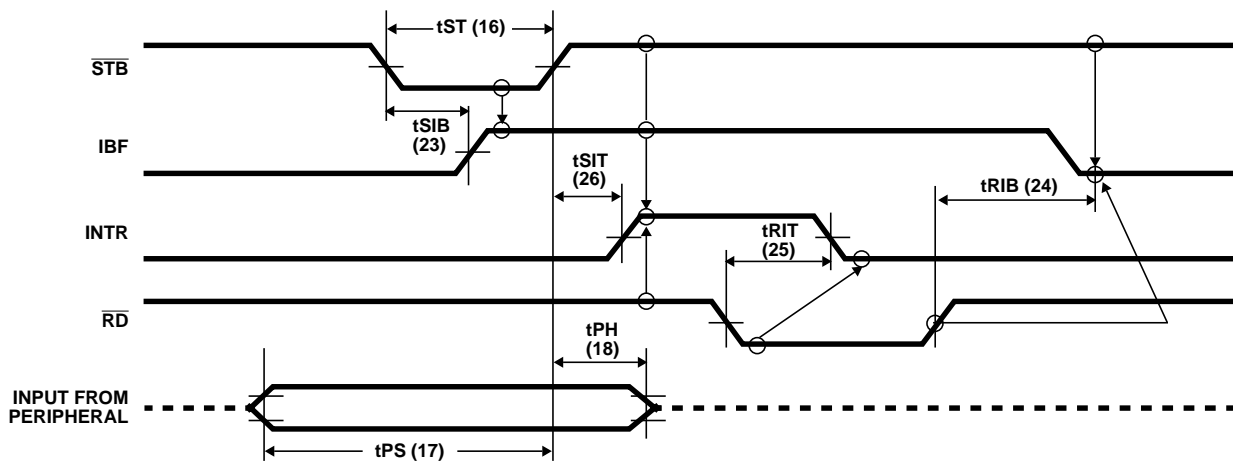 tST (16)
STB
tSIB
(23)
IBF
tSIT
(26)
tRIB (24)
INTR
tRIT
(25)
RD
tPH
(18)
INPUT FROM
PERIPHERAL
tPS (17)